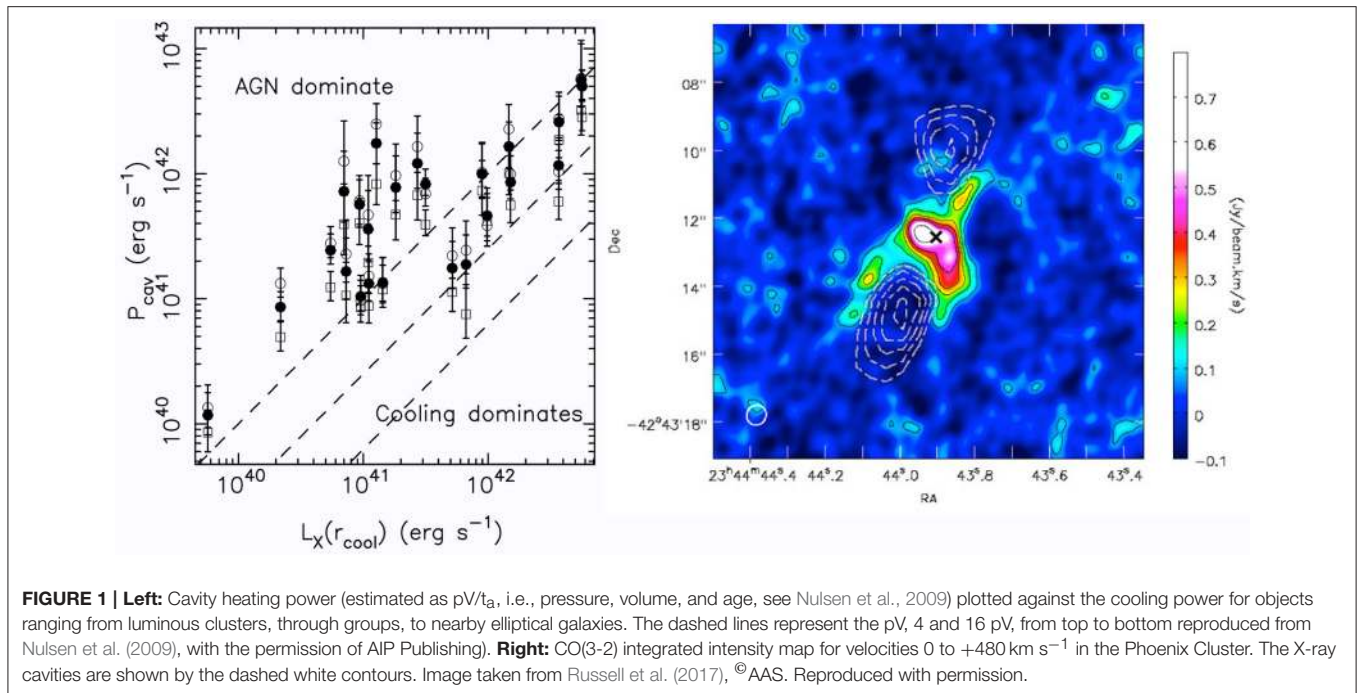 10^43
10^42
10^41
10^40
P_cav (erg s^-1)
AGN dominate
Cooling dominates
10^40 10^41 10^42
L_X(r_cool) (erg s^-1)
08"
10"
12"
14"
16"
-42°43'18"
Dec
23^h44^m44^s.4 44^s.2 44^s.0 43^s.8 43^s.6 43^s.4
RA
0.7
0.6
0.5
0.4
0.3
0.2
0.1
0
-0.1
(Jy/beam.km/s)
FIGURE 1 | Left: Cavity heating power (estimated as pV/t_a, i.e., pressure, volume, and age, see Nulsen et al., 2009) plotted against the cooling power for objects
ranging from luminous clusters, through groups, to nearby elliptical galaxies. The dashed lines represent the pV, 4 and 16 pV, from top to bottom reproduced from
Nulsen et al. (2009), with the permission of AIP Publishing). Right: CO(3-2) integrated intensity map for velocities 0 to +480 km s^-1 in the Phoenix Cluster. The X-ray
cavities are shown by the dashed white contours. Image taken from Russell et al. (2017), ©AAS. Reproduced with permission.